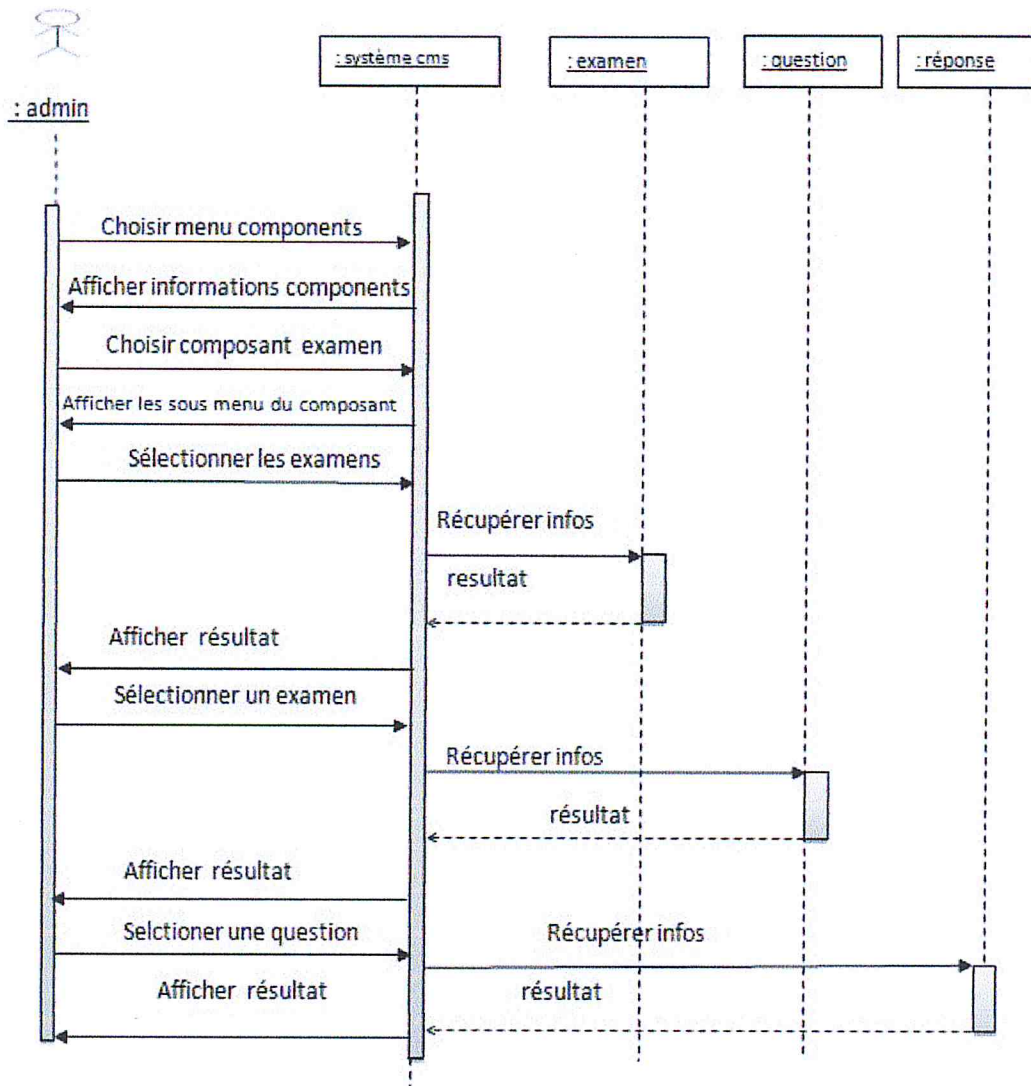 : système cms
: examen
: question
: réponse
: admin
Choisir menu components
Afficher informations components
Choisir composant examen
Afficher les sous menu du composant
Sélectionner les examens
Récupérer infos
resultat
Afficher résultat
Sélectionner un examen
Récupérer infos
résultat
Afficher résultat
Selctioner une question
Récupérer infos
Afficher résultat
résultat